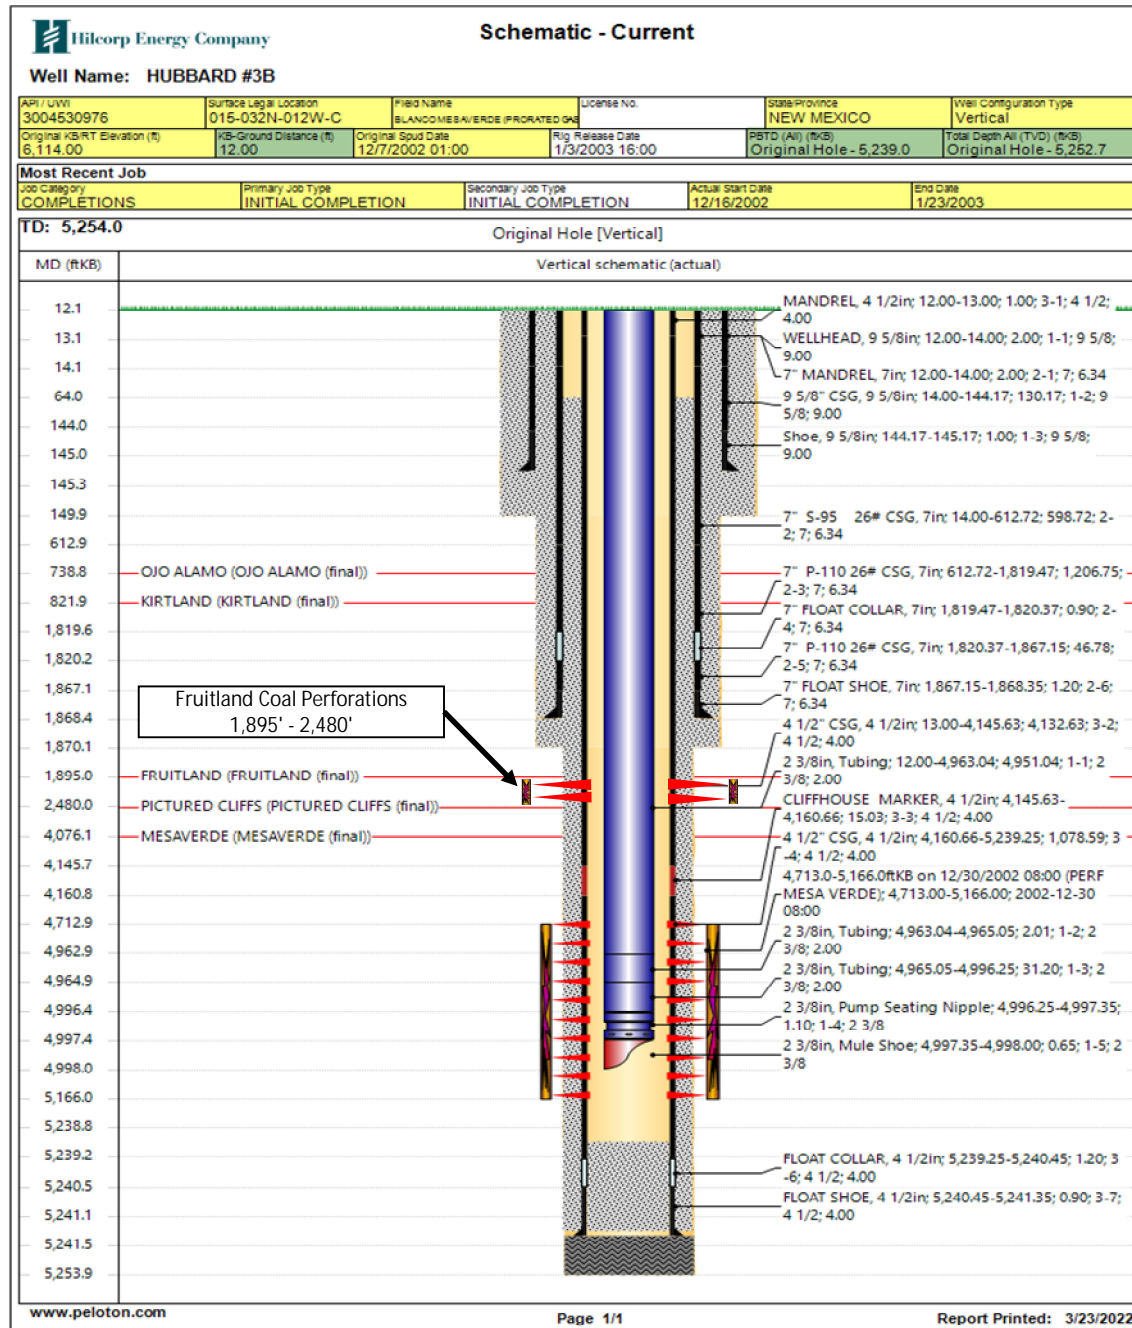 Hilcorp Energy Company
Schematic - Current
Well Name: HUBBARD #3B
API / UWI
3004530976
Surface Legal Location
015-032N-012W-C
Field Name
BLANCO MESAVERDE (PRORATED GAS
License No.
State/Province
NEW MEXICO
Well Configuration Type
Vertical
Original KB/RT Elevation (ft)
6,114.00
KB-Ground Distance (ft)
12.00
Original Spud Date
12/7/2002 01:00
Rig Release Date
1/3/2003 16:00
PBTD (All) (ftKB)
Original Hole - 5,239.0
Total Depth All (TVD) (ftKB)
Original Hole - 5,252.7
Most Recent Job
Job Category
COMPLETIONS
Primary Job Type
INITIAL COMPLETION
Secondary Job Type
INITIAL COMPLETION
Actual Start Date
12/16/2002
End Date
1/23/2003
TD: 5,254.0
Original Hole [Vertical]
MD (ftKB)
Vertical schematic (actual)
12.1
13.1
14.1
64.0
144.0
145.0
145.3
149.9
612.9
738.8
821.9
1,819.6
1,820.2
1,867.1
1,868.4
1,870.1
1,895.0
2,480.0
4,076.1
4,145.7
4,160.8
4,712.9
4,962.9
4,964.9
4,996.4
4,997.4
4,998.0
5,166.0
5,238.8
5,239.2
5,240.5
5,241.1
5,241.5
5,253.9
OJO ALAMO (OJO ALAMO (final))
KIRTLAND (KIRTLAND (final))
Fruitland Coal Perforations
1,895' - 2,480'
FRUITLAND (FRUITLAND (final))
PICTURED CLIFFS (PICTURED CLIFFS (final))
MESAVERDE (MESAVERDE (final))
MANDREL, 4 1/2in; 12.00-13.00; 1.00; 3-1; 4 1/2;
4.00
WELLHEAD, 9 5/8in; 12.00-14.00; 2.00; 1-1; 9 5/8;
9.00
7" MANDREL, 7in; 12.00-14.00; 2.00; 2-1; 7; 6.34
9 5/8" CSG, 9 5/8in; 14.00-144.17; 130.17; 1-2; 9
5/8; 9.00
Shoe, 9 5/8in; 144.17-145.17; 1.00; 1-3; 9 5/8;
9.00
7" S-95 26# CSG, 7in; 14.00-612.72; 598.72; 2-
2; 7; 6.34
7" P-110 26# CSG, 7in; 612.72-1,819.47; 1,206.75;
2-3; 7; 6.34
7" FLOAT COLLAR, 7in; 1,819.47-1,820.37; 0.90; 2-
4; 7; 6.34
7" P-110 26# CSG, 7in; 1,820.37-1,867.15; 46.78;
2-5; 7; 6.34
7" FLOAT SHOE, 7in; 1,867.15-1,868.35; 1.20; 2-6;
7; 6.34
4 1/2" CSG, 4 1/2in; 13.00-4,145.63; 4,132.63; 3-2;
4 1/2; 4.00
2 3/8in, Tubing; 12.00-4,963.04; 4,951.04; 1-1; 2
3/8; 2.00
CLIFFHOUSE MARKER, 4 1/2in; 4,145.63-
4,160.66; 15.03; 3-3; 4 1/2; 4.00
4 1/2" CSG, 4 1/2in; 4,160.66-5,239.25; 1,078.59; 3
-4; 4 1/2; 4.00
4,713.0-5,166.0ftKB on 12/30/2002 08:00 (PERF
MESA VERDE); 4,713.00-5,166.00; 2002-12-30
08:00
2 3/8in, Tubing; 4,963.04-4,965.05; 2.01; 1-2; 2
3/8; 2.00
2 3/8in, Tubing; 4,965.05-4,996.25; 31.20; 1-3; 2
3/8; 2.00
2 3/8in, Pump Seating Nipple; 4,996.25-4,997.35;
1.10; 1-4; 2 3/8
2 3/8in, Mule Shoe; 4,997.35-4,998.00; 0.65; 1-5; 2
3/8
FLOAT COLLAR, 4 1/2in; 5,239.25-5,240.45; 1.20; 3
-6; 4 1/2; 4.00
FLOAT SHOE, 4 1/2in; 5,240.45-5,241.35; 0.90; 3-7;
4 1/2; 4.00
www.peloton.com
Page 1/1
Report Printed: 3/23/2022